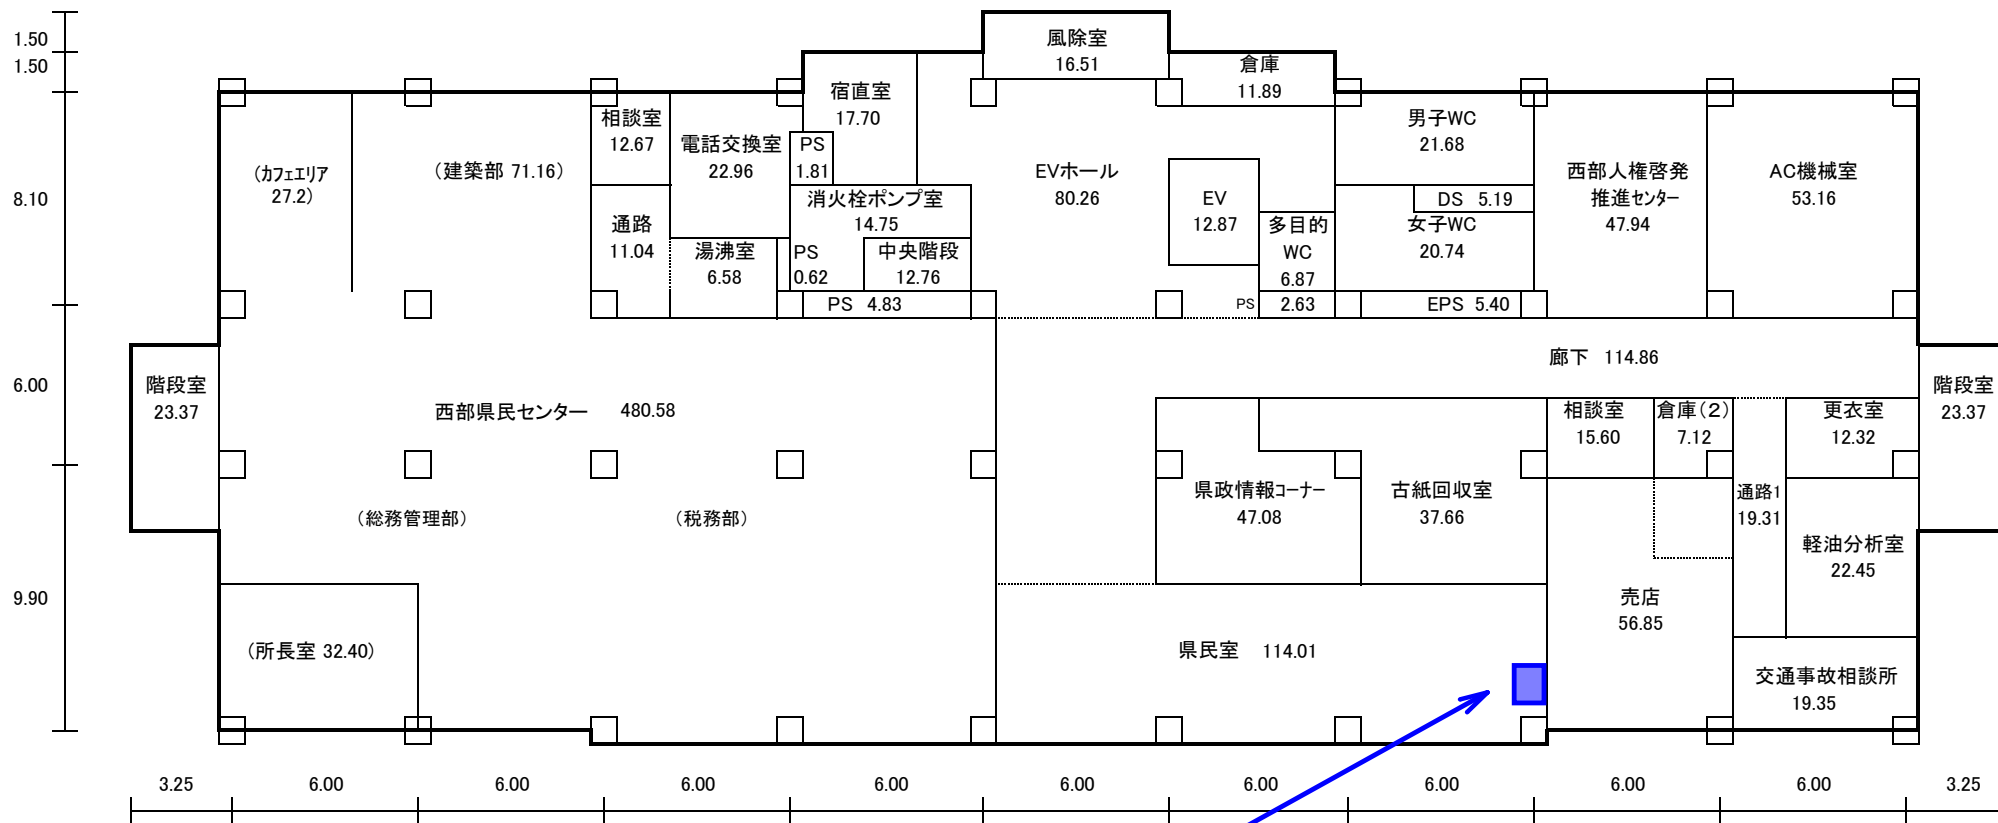 1.50
1.50
8.10
6.00
9.90
風除室
16.51
倉庫
11.89
宿直室
17.70
相談室
12.67
電話交換室
22.96
PS
1.81
男子WC
21.68
(カフェエリア
27.2)
(建築部 71.16)
EVホール
80.26
EV
12.87
西部人権啓発
推進センター
47.94
AC機械室
53.16
消火栓ポンプ室
14.75
DS 5.19
通路
11.04
湯沸室
6.58
PS
0.62
中央階段
12.76
多目的
WC
6.87
女子WC
20.74
PS 4.83
PS 2.63
EPS 5.40
廊下 114.86
階段室
23.37
西部県民センター 480.58
相談室
15.60
倉庫(2)
7.12
更衣室
12.32
階段室
23.37
(総務管理部)
(税務部)
県政情報コーナー
47.08
古紙回収室
37.66
通路1
19.31
軽油分析室
22.45
売店
56.85
(所長室 32.40)
県民室 114.01
交通事故相談所
19.35
3.25 6.00 6.00 6.00 6.00 6.00 6.00 6.00 6.00 6.00 3.25